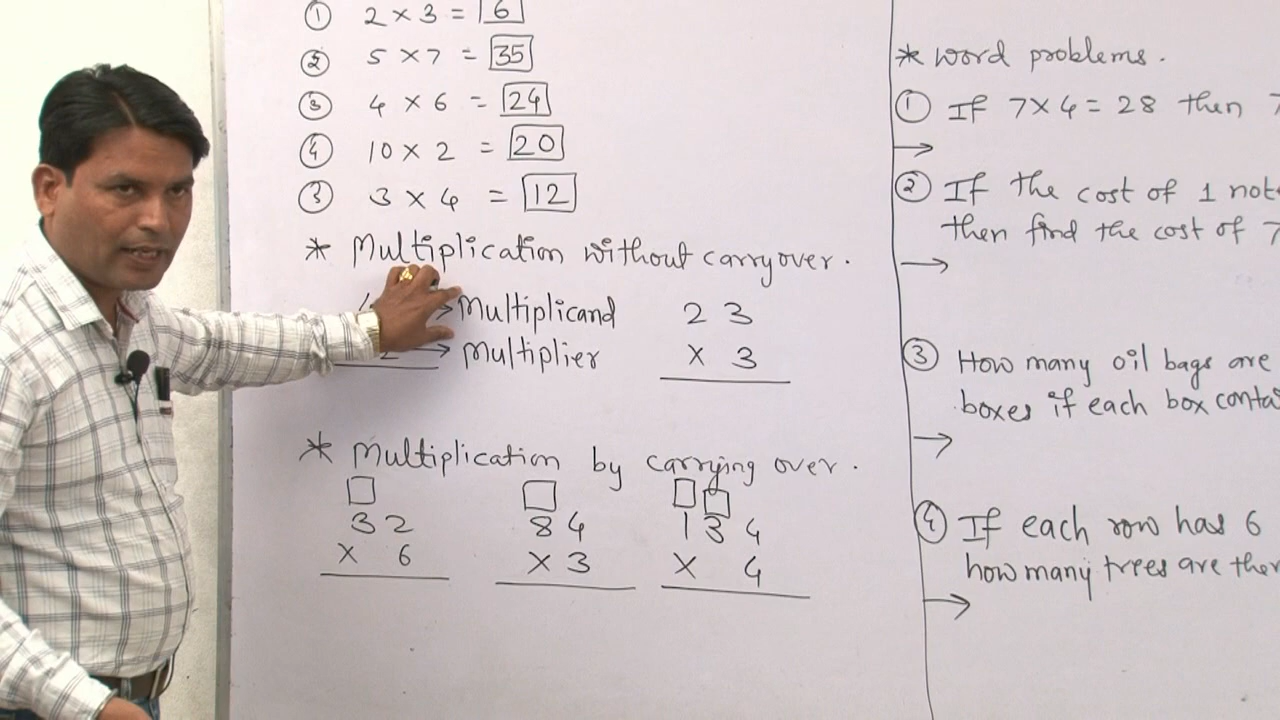 ① 2 × 3 = 6
② 5 × 7 = 35
③ 4 × 6 = 24
④ 10 × 2 = 20
③ 3 × 4 = 12
* Multiplication without carryover.
→ Multiplicand
2 → Multiplier
2 3
× 3
* Multiplication by carrying over.
3 2
× 6
8 4
× 3
1 3 4
× 4
* word problems.
① If 7 × 4 = 28 then 7
→
② If the cost of 1 not
then find the cost of 7
→
③ How many oil bags are
boxes if each box conta
→
④ If each row has 6
how many trees are ther
→